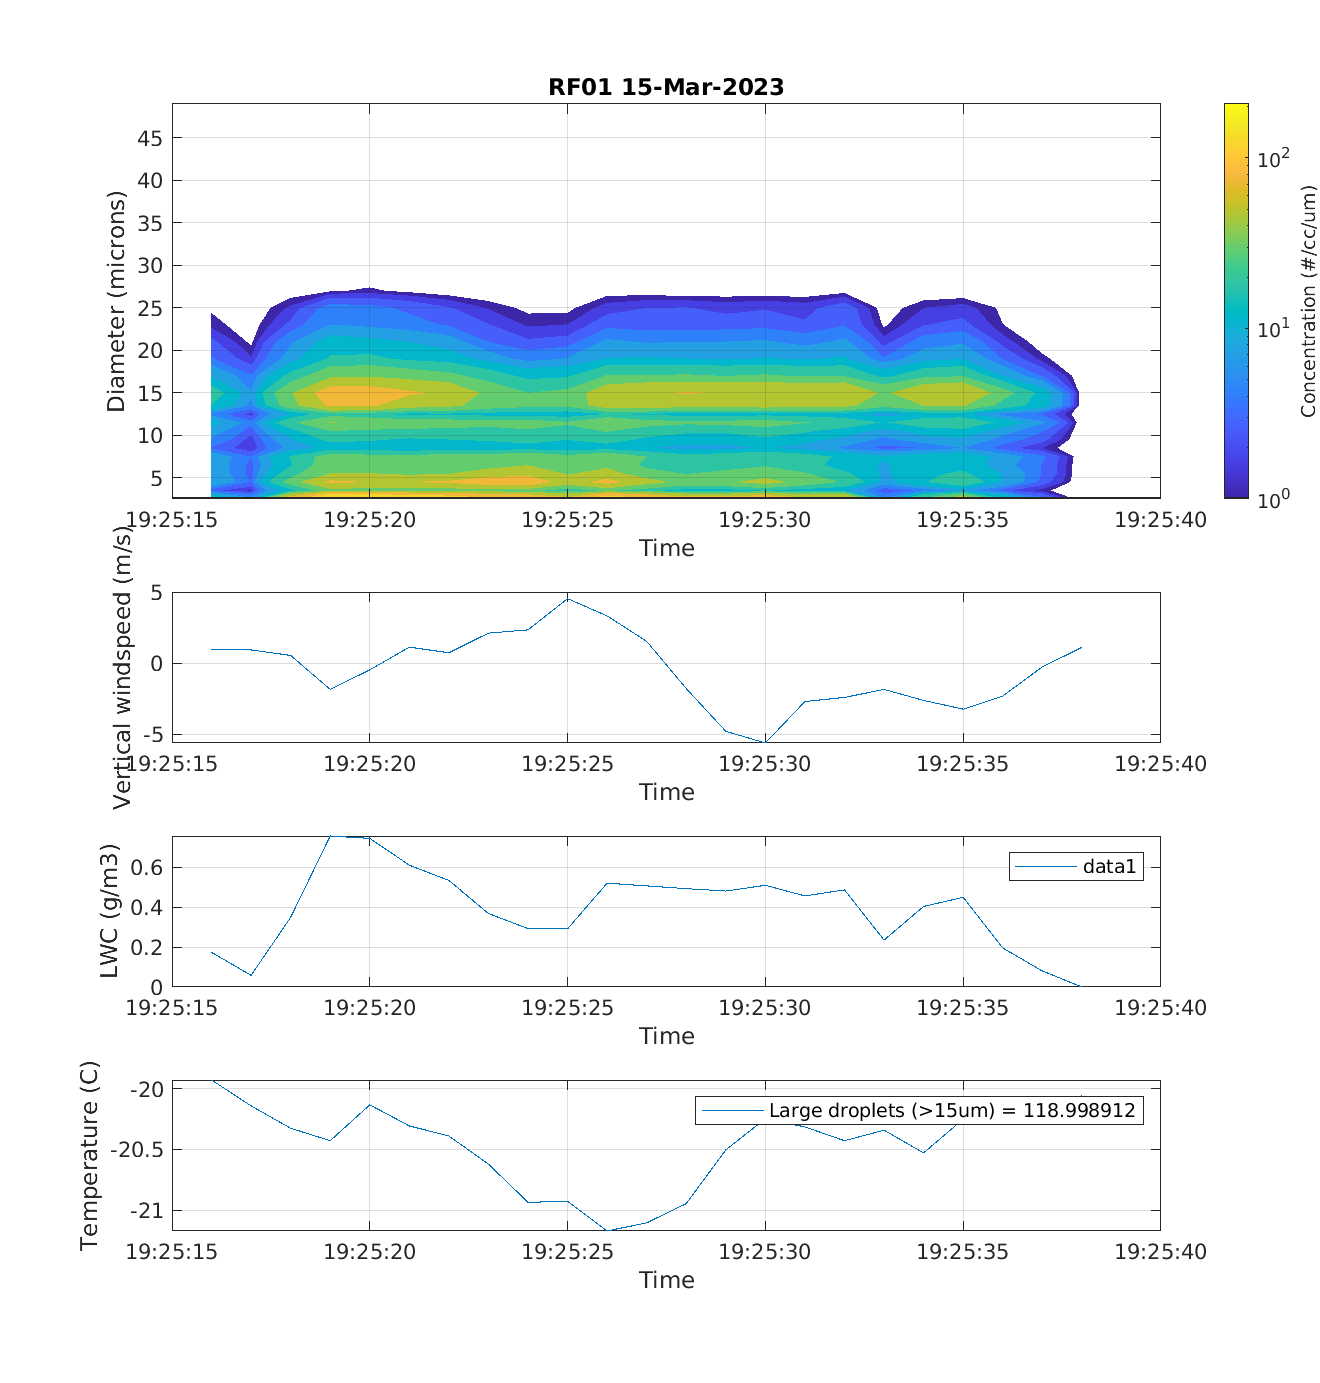 RF01 15-Mar-2023
Diameter (microns)
45
40
35
30
25
20
15
10
5
19:25:15 19:25:20 19:25:25 19:25:30 19:25:35 19:25:40
Time
Concentration (#/cc/um)
10^2
10^1
10^0
Vertical windspeed (m/s)
5
0
-5
19:25:15 19:25:20 19:25:25 19:25:30 19:25:35 19:25:40
Time
LWC (g/m3)
0.6
0.4
0.2
0
data1
19:25:15 19:25:20 19:25:25 19:25:30 19:25:35 19:25:40
Time
Temperature (C)
-20
-20.5
-21
Large droplets (>15um) = 118.998912
19:25:15 19:25:20 19:25:25 19:25:30 19:25:35 19:25:40
Time